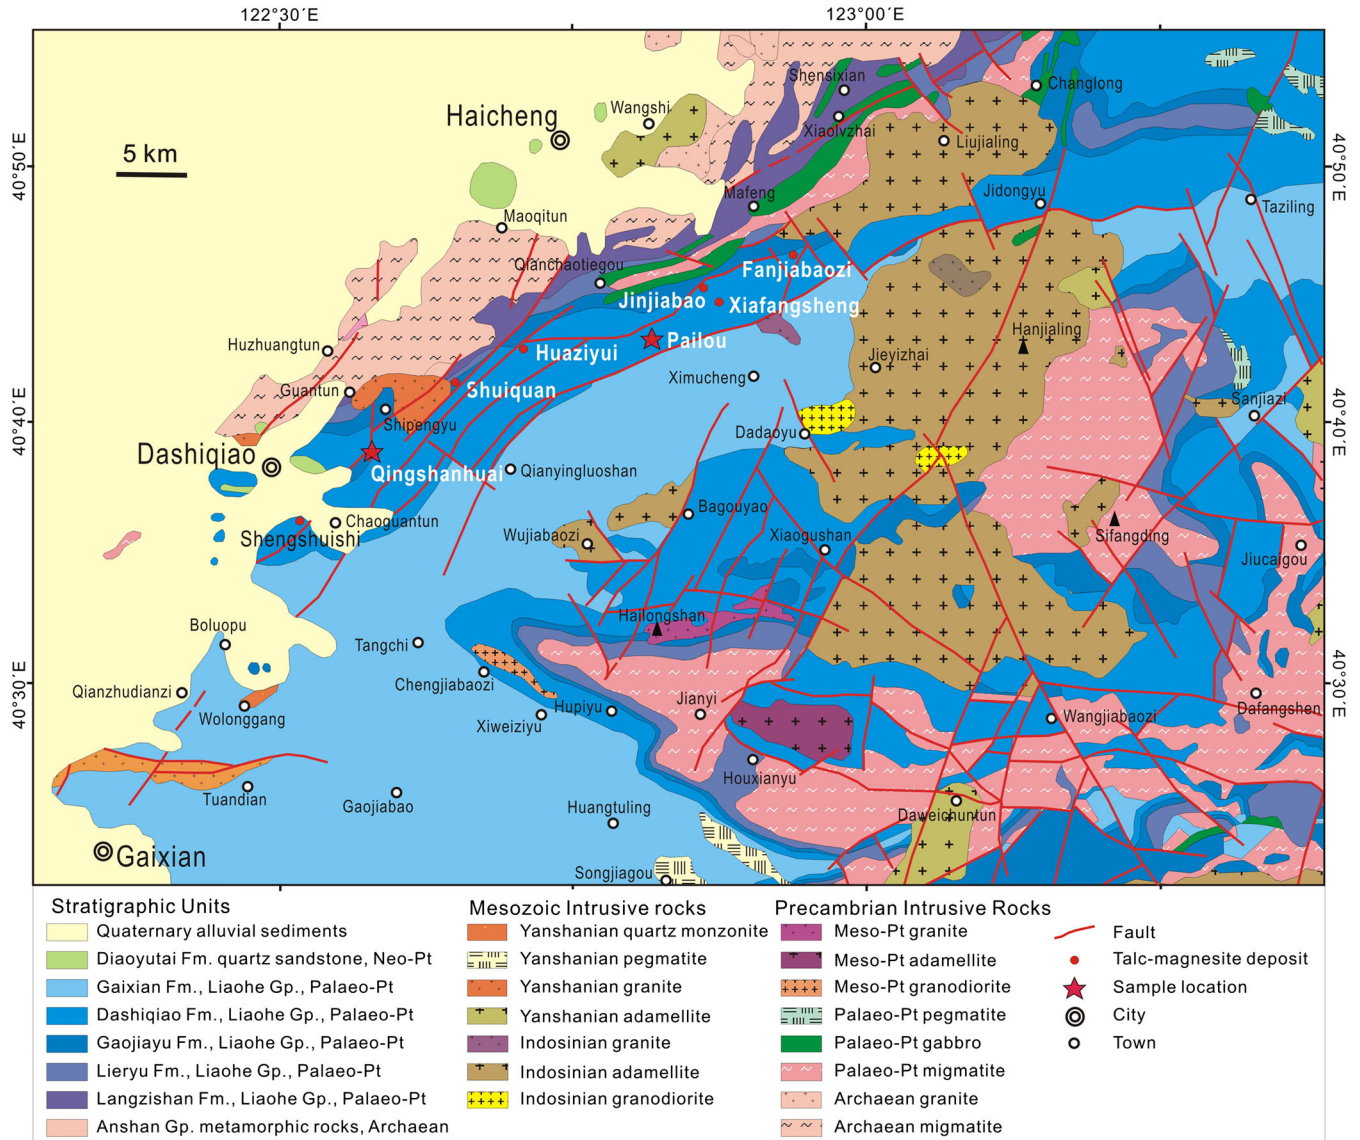 122°30´E
123°00´E
Shensixian
Changlong
Haicheng
Wangshi
Xiaolvzhai
Liujialing
40°50´E
40°50´E
5 km
Mafeng
Jidongyu
Taziling
Maoqitun
Qianchaotiegou
Fanjiabaozi
Jinjiabao
Xiafangsheng
Hanjialing
Huzhuangtun
Huaziyui
Pailou
Jieyizhai
Ximucheng
Guantun
Shuiquan
Sanjiazi
40°40´E
40°40´E
Shipengyu
Dadaoyu
Dashiqiao
Qingshanhuai
Qianyingluoshan
Bagouyao
Chaoguantun
Shengshuishi
Wujiabaozi
Xiaogushan
Sifangding
Jiucaigou
Hailongshan
Boluopu
Tangchi
Chengjiabaozi
40°30´E
40°30´E
Qianzhudianzi
Jianyi
Hupiyu
Dafangshen
Wolonggang
Xiweiziyu
Wangjiabaozi
Houxianyu
Tuandian
Gaojiabao
Huangtuling
Daweichuntun
Gaixian
Songjiagou
Stratigraphic Units
Quaternary alluvial sediments
Diaoyutai Fm. quartz sandstone, Neo-Pt
Gaixian Fm., Liaohe Gp., Palaeo-Pt
Dashiqiao Fm., Liaohe Gp., Palaeo-Pt
Gaojiayu Fm., Liaohe Gp., Palaeo-Pt
Lieryu Fm., Liaohe Gp., Palaeo-Pt
Langzishan Fm., Liaohe Gp., Palaeo-Pt
Anshan Gp. metamorphic rocks, Archaean
Mesozoic Intrusive rocks
Yanshanian quartz monzonite
Yanshanian pegmatite
Yanshanian granite
Yanshanian adamellite
Indosinian granite
Indosinian adamellite
Indosinian granodiorite
Precambrian Intrusive Rocks
Meso-Pt granite
Meso-Pt adamellite
Meso-Pt granodiorite
Palaeo-Pt pegmatite
Palaeo-Pt gabbro
Palaeo-Pt migmatite
Archaean granite
Archaean migmatite
Fault
Talc-magnesite deposit
Sample location
City
Town